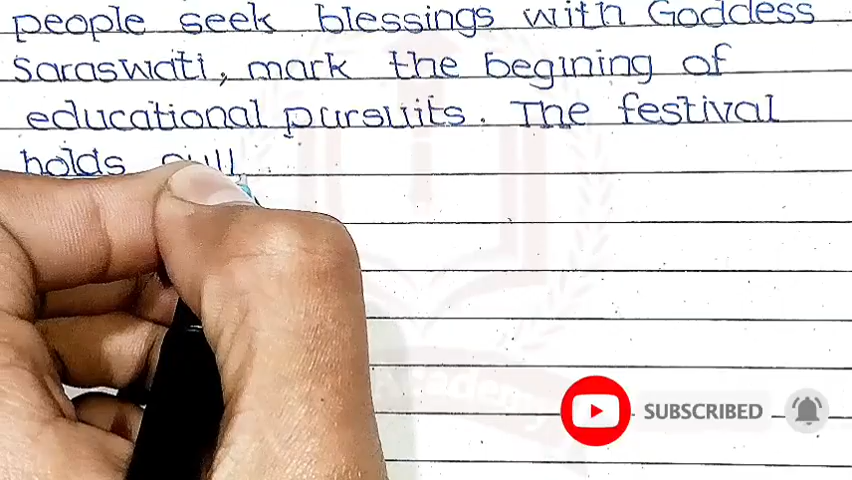 people seek blessings with Goddess
Saraswati, mark the begining of
educational pursuits. The festival
holds
SUBSCRIBED